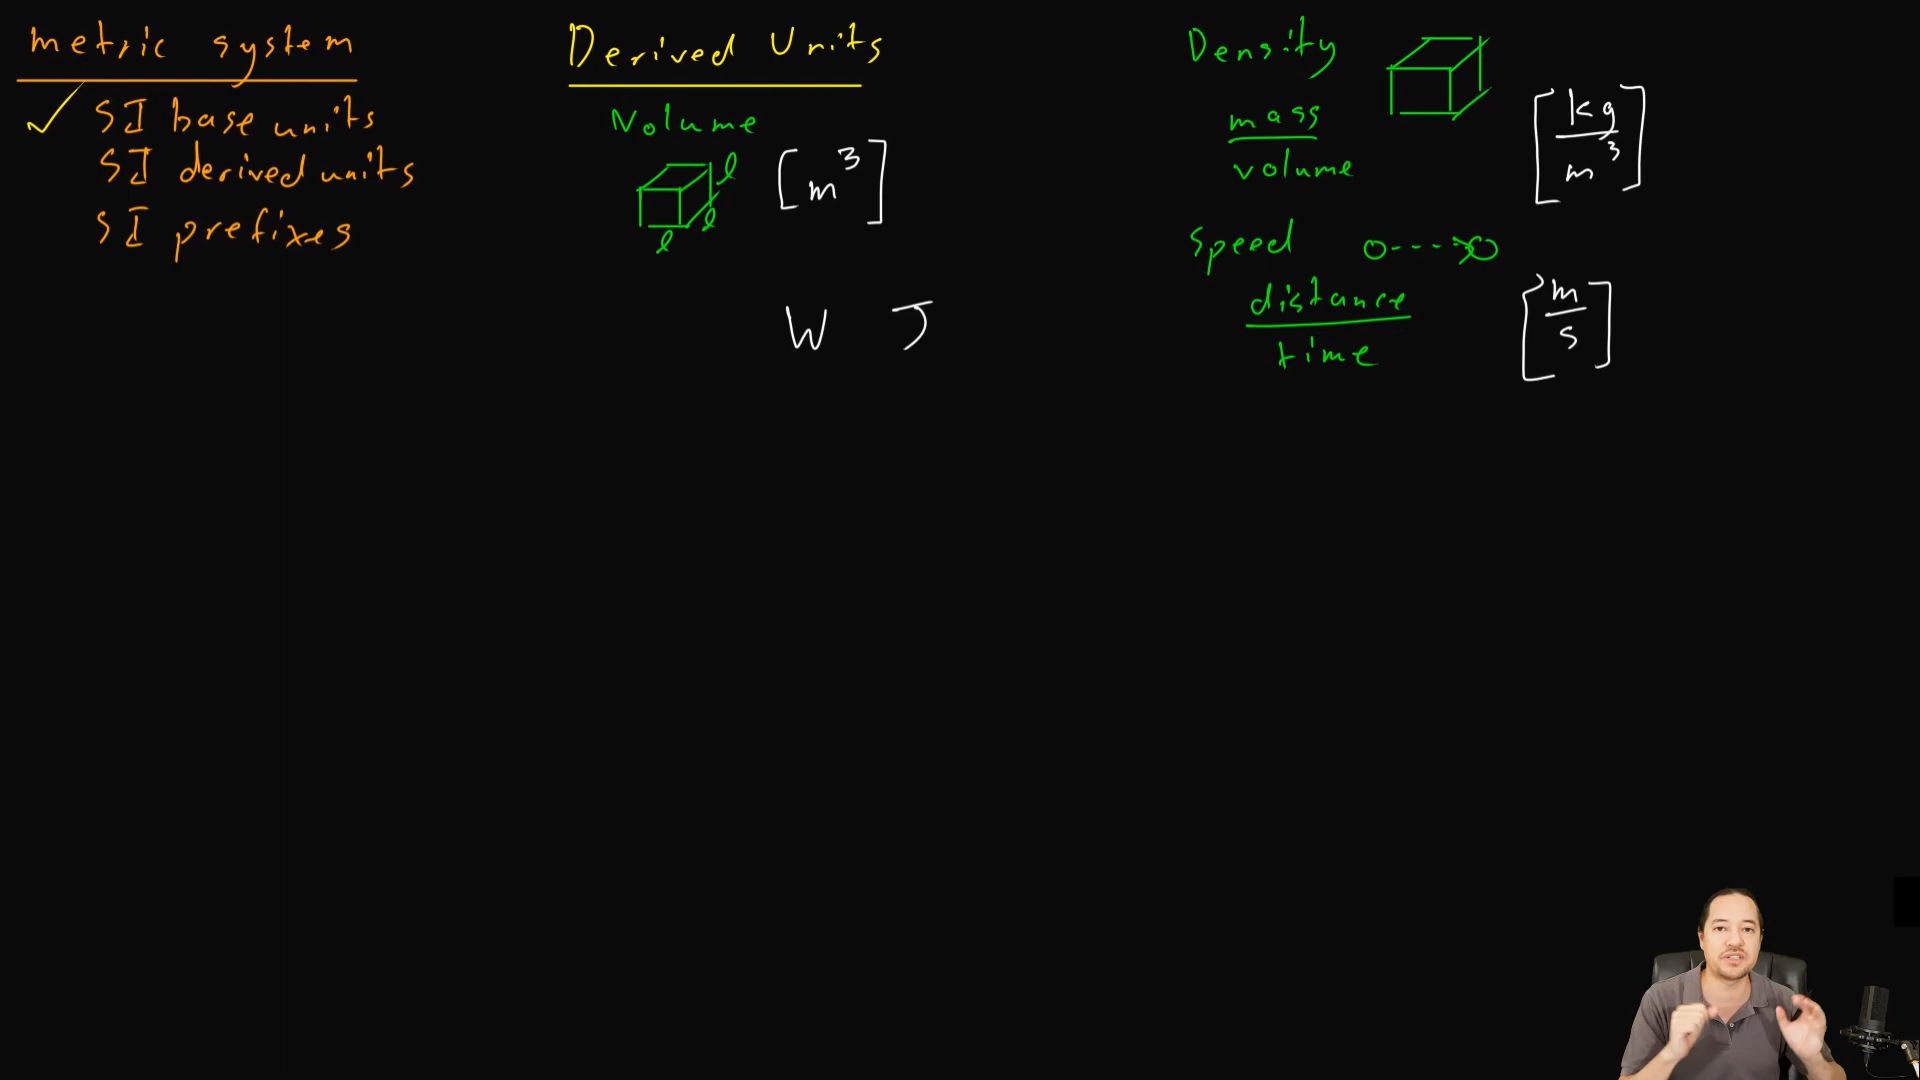 metric system
✓ SI base units
SI derived units
SI prefixes
Derived Units
Volume
l
l
l
[m³]
W J
Density
mass
volume
[kg/m³]
Speed
distance
time
[m/s]